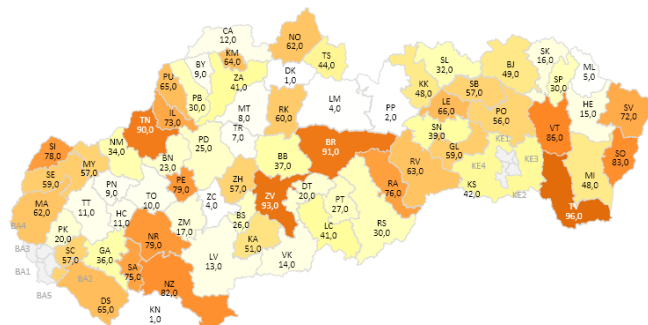 CA
12,0
NO
62,0
KM
64,0
TS
44,0
BY
9,0
PU
65,0
ZA
41,0
DK
1,0
PB
30,0
IL
73,0
TN
90,0
MT
8,0
RK
60,0
LM
4,0
PP
2,0
TR
7,0
PD
25,0
NM
34,0
SI
78,0
MY
57,0
SE
59,0
BN
23,0
PE
79,0
PN
9,0
TO
10,0
ZH
57,0
BB
37,0
BR
91,0
ZV
93,0
DT
20,0
PT
27,0
RA
76,0
RV
63,0
ZC
4,0
BS
26,0
MA
62,0
TT
11,0
HC
11,0
PK
20,0
BA4
BA3
BA1
BA2
BA5
SC
57,0
GA
36,0
NR
79,0
ZM
17,0
SA
75,0
NZ
82,0
DS
65,0
KN
1,0
LV
13,0
KA
51,0
VK
14,0
LC
41,0
RS
30,0
SL
32,0
BJ
49,0
SK
16,0
ML
5,0
SP
30,0
KK
48,0
SB
57,0
LE
66,0
PO
56,0
HE
15,0
SV
72,0
SN
39,0
GL
59,0
VT
86,0
SO
83,0
KE1
KE3
KE4
KE2
KS
42,0
MI
48,0
TV
96,0